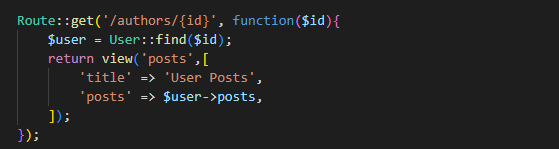 Route::get('/authors/{id}', function($id){
    $user = User::find($id);
    return view('posts',[
        'title' => 'User Posts',
        'posts' => $user->posts,
    ]);
});